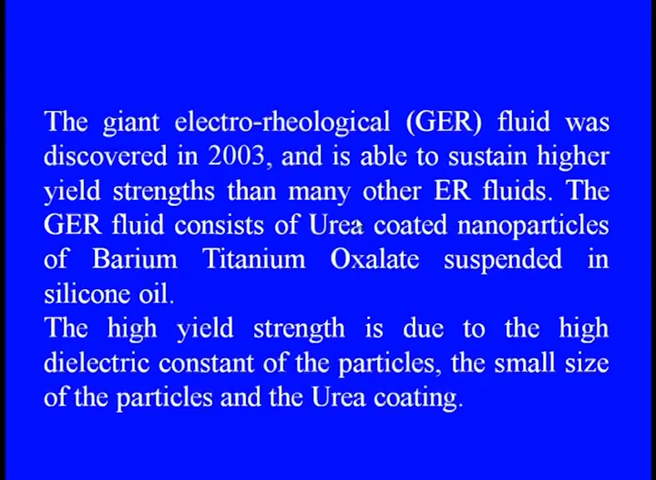 The giant electro-rheological (GER) fluid was
discovered in 2003, and is able to sustain higher
yield strengths than many other ER fluids. The
GER fluid consists of Urea coated nanoparticles
of Barium Titanium Oxalate suspended in
silicone oil.
The high yield strength is due to the high
dielectric constant of the particles, the small size
of the particles and the Urea coating.